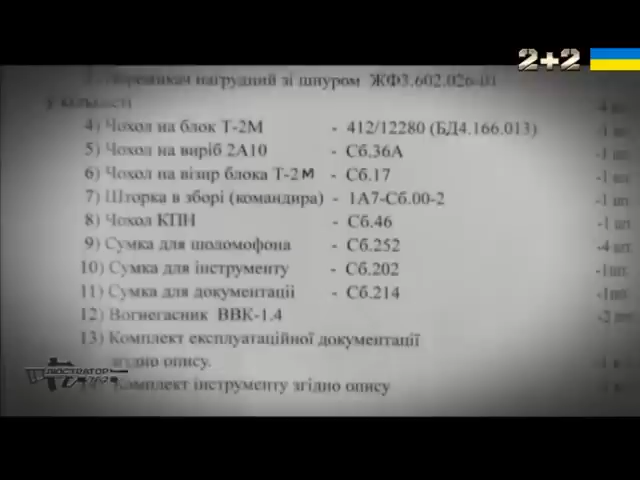 2+2
нагрудний зі шнуром ЖФ3.602.026-01
у кількості
4) Чохол на блок Т-2М - 412/12280 (БД4.166.013) -1 шт
5) Чохол на виріб 2А10 - Сб.36А -1 шт
6) Чохол на візир блока Т-2М - Сб.17 -1 шт
7) Шторка в зборі (командира) - 1А7-Сб.00-2 -1 шт
8) Чохол КПН - Сб.46 -1 шт
9) Сумка для шоломофона - Сб.252 -4 шт
10) Сумка для інструменту - Сб.202 -1шт
11) Сумка для документації - Сб.214 -1шт
12) Вогнегасник ВВК-1.4 -2 шт
13) Комплект експлуатаційної документації
згідно опису.
Комплект інструменту згідно опису
ЛЮСТРАТОР
7.62